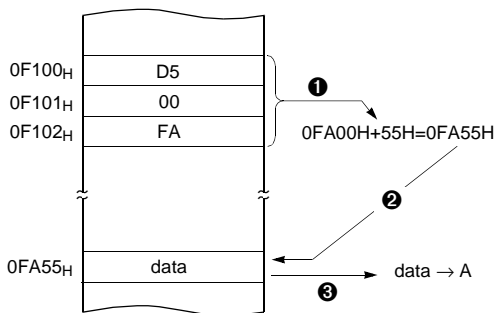 0F100H D5
0F101H 00
0F102H FA
❶
0FA00H+55H=0FA55H
❷
0FA55H data
❸
data → A